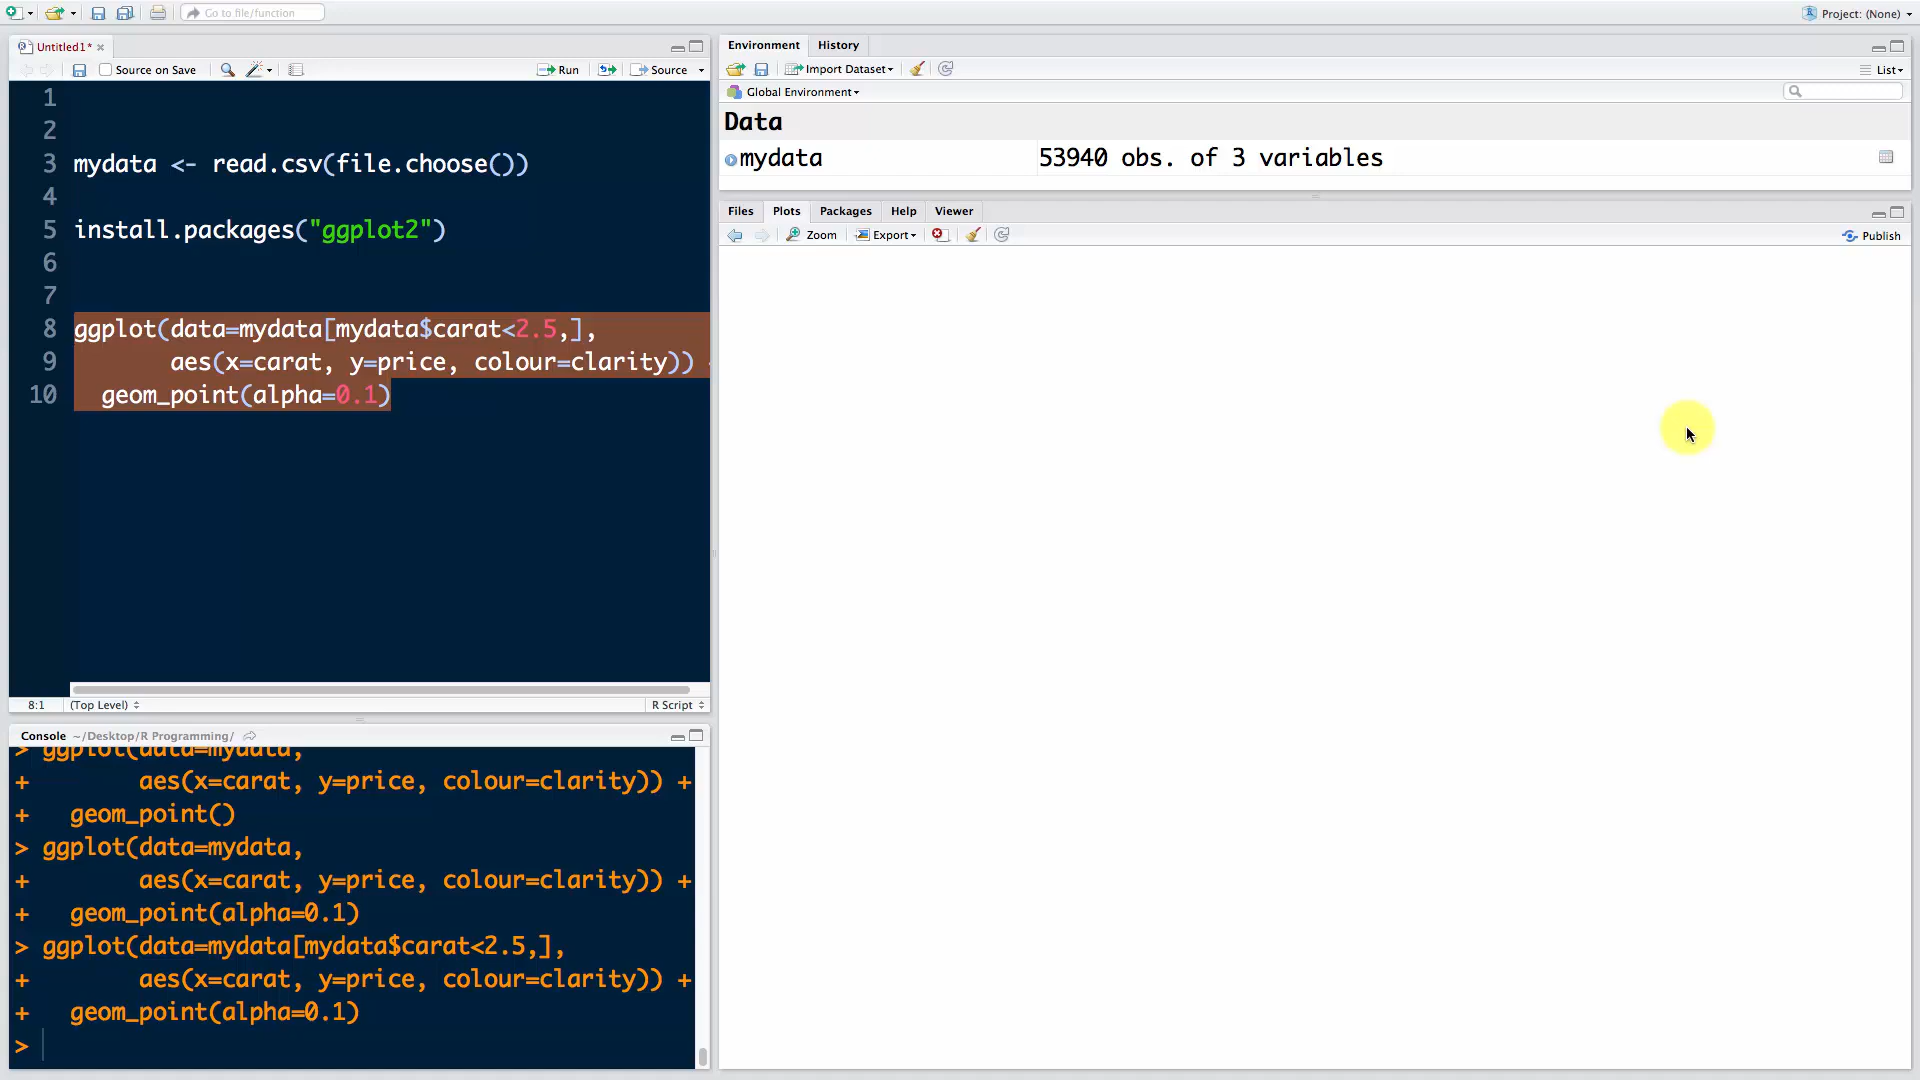 Go to file/function
Project: (None)
Untitled1*
Source on Save
Run
Source
1
2
3 mydata <- read.csv(file.choose())
4
5 install.packages("ggplot2")
6
7
8 ggplot(data=mydata[mydata$carat<2.5,],
9 aes(x=carat, y=price, colour=clarity))
10 geom_point(alpha=0.1)
8:1 (Top Level)
R Script
Console ~/Desktop/R Programming/
> ggplot(data=mydata,
+ aes(x=carat, y=price, colour=clarity)) +
+ geom_point()
> ggplot(data=mydata,
+ aes(x=carat, y=price, colour=clarity)) +
+ geom_point(alpha=0.1)
> ggplot(data=mydata[mydata$carat<2.5,],
+ aes(x=carat, y=price, colour=clarity)) +
+ geom_point(alpha=0.1)
>
Environment History
Import Dataset
List
Global Environment
Data
mydata 53940 obs. of 3 variables
Files Plots Packages Help Viewer
Zoom Export
Publish